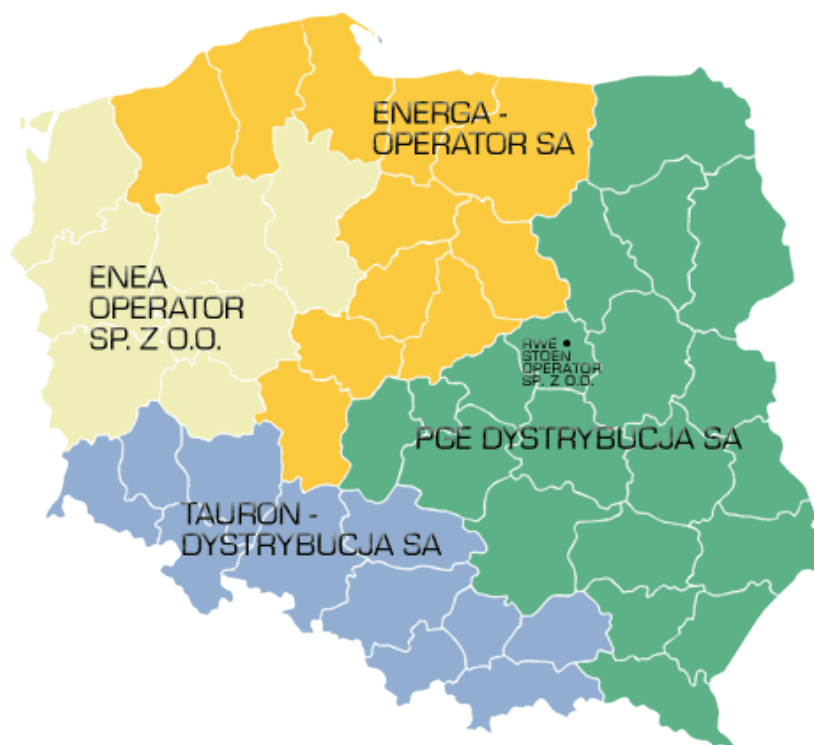 ENERGA -
OPERATOR SA
ENEA
OPERATOR
SP. Z O.O.
RWE
STOEN
OPERATOR
SP. Z O.O.
PGE DYSTRYBUCJA SA
TAURON -
DYSTRYBUCJA SA